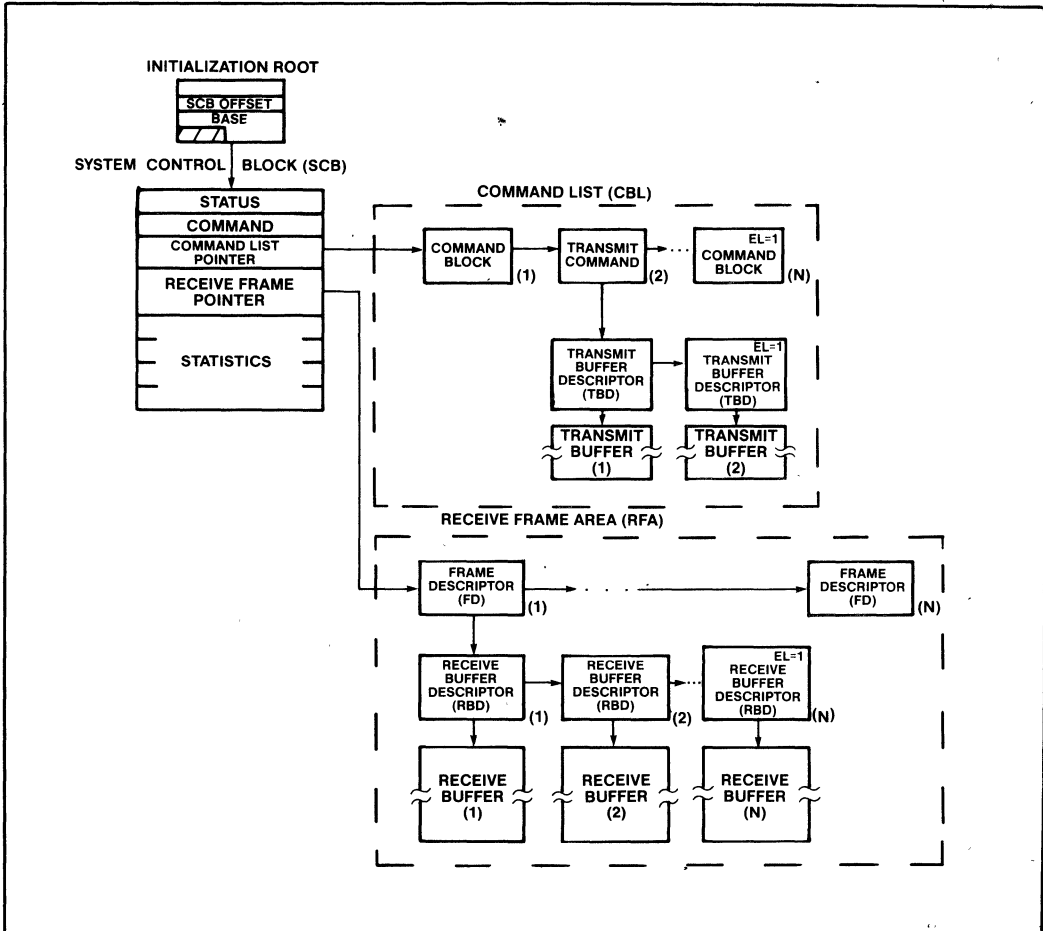 INITIALIZATION ROOT
SCB OFFSET
BASE
SYSTEM CONTROL BLOCK (SCB)
STATUS
COMMAND
COMMAND LIST
POINTER
RECEIVE FRAME
POINTER
STATISTICS
COMMAND LIST (CBL)
COMMAND
BLOCK
(1)
TRANSMIT
COMMAND
(2)
EL=1
COMMAND
BLOCK
(N)
TRANSMIT
BUFFER
DESCRIPTOR
(TBD)
EL=1
TRANSMIT
BUFFER
DESCRIPTOR
(TBD)
TRANSMIT
BUFFER
(1)
TRANSMIT
BUFFER
(2)
RECEIVE FRAME AREA (RFA)
FRAME
DESCRIPTOR
(FD)
(1)
FRAME
DESCRIPTOR
(FD)
(N)
RECEIVE
BUFFER
DESCRIPTOR
(RBD)
(1)
RECEIVE
BUFFER
DESCRIPTOR
(RBD)
(2)
EL=1
RECEIVE
BUFFER
DESCRIPTOR
(RBD)
(N)
RECEIVE
BUFFER
(1)
RECEIVE
BUFFER
(2)
RECEIVE
BUFFER
(N)